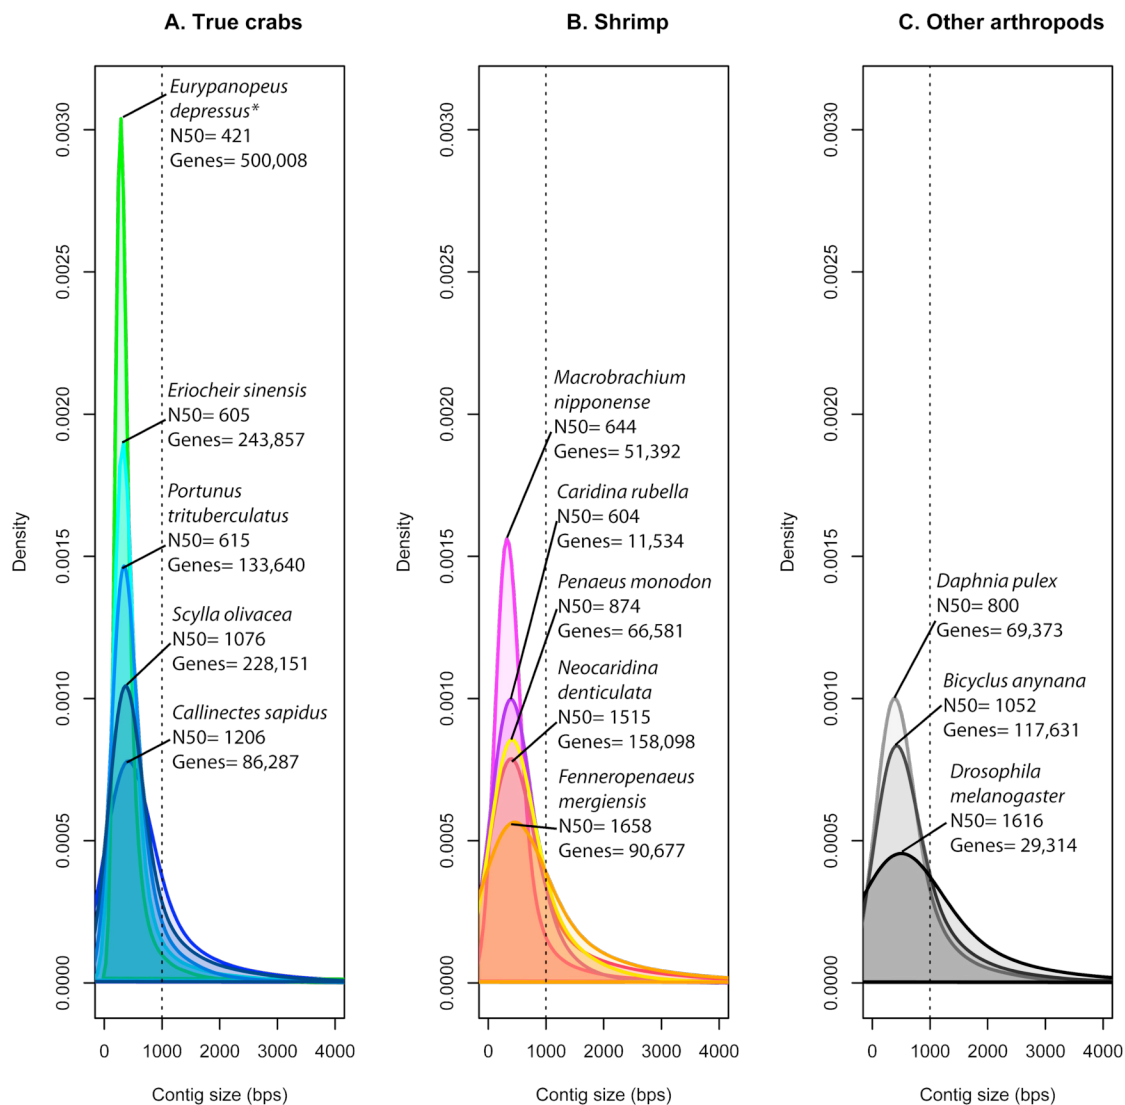 A. True crabs
Eurypanopeus
depressus*
N50= 421
Genes= 500,008
Eriocheir sinensis
N50= 605
Genes= 243,857
Portunus
trituberculatus
N50= 615
Genes= 133,640
Scylla olivacea
N50= 1076
Genes= 228,151
Callinectes sapidus
N50= 1206
Genes= 86,287
Density
0.0030
0.0025
0.0020
0.0015
0.0010
0.0005
0.0000
0 1000 2000 3000 4000
Contig size (bps)
B. Shrimp
Macrobrachium
nipponense
N50= 644
Genes= 51,392
Caridina rubella
N50= 604
Genes= 11,534
Penaeus monodon
N50= 874
Genes= 66,581
Neocaridina
denticulata
N50= 1515
Genes= 158,098
Fenneropenaeus
mergiensis
N50= 1658
Genes= 90,677
Density
0.0030
0.0025
0.0020
0.0015
0.0010
0.0005
0.0000
0 1000 2000 3000 4000
Contig size (bps)
C. Other arthropods
Daphnia pulex
N50= 800
Genes= 69,373
Bicyclus anynana
N50= 1052
Genes= 117,631
Drosophila
melanogaster
N50= 1616
Genes= 29,314
Density
0.0030
0.0025
0.0020
0.0015
0.0010
0.0005
0.0000
0 1000 2000 3000 4000
Contig size (bps)